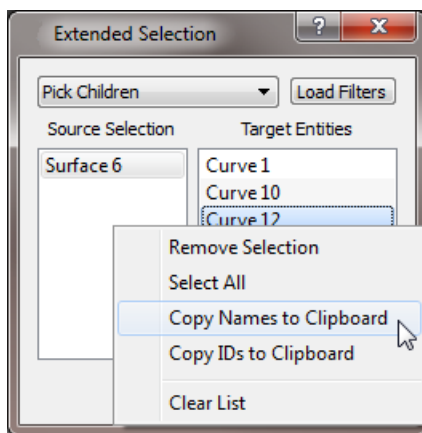 Extended Selection
?
X
Pick Children
Load Filters
Source Selection
Target Entities
Surface 6
Curve 1
Curve 10
Curve 12
Remove Selection
Select All
Copy Names to Clipboard
Copy IDs to Clipboard
Clear List